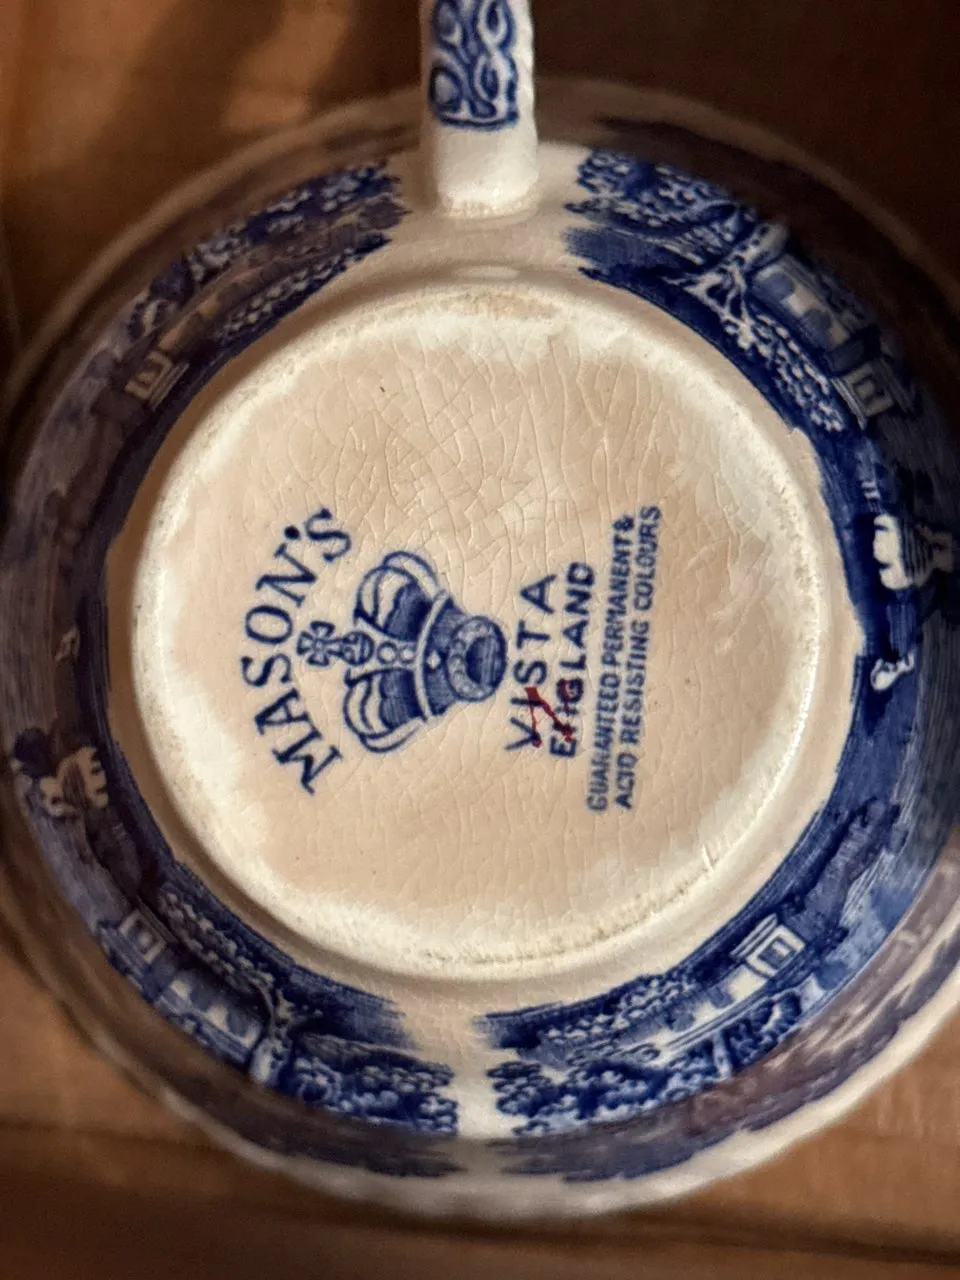 MASON'S
VISTA
ENGLAND
GUARANTEED PERMANENT &
ACID RESISTING COLOURS